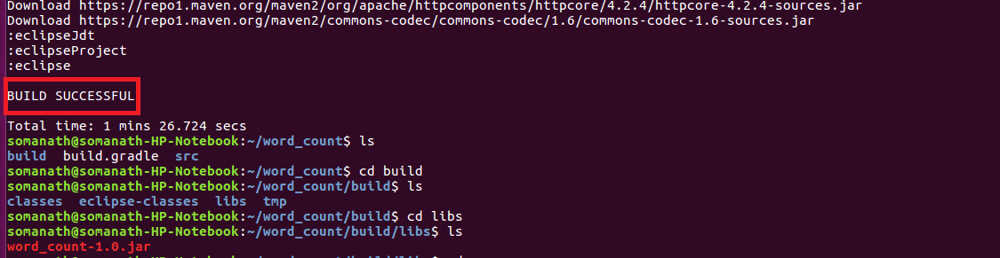 Download https://repo1.maven.org/maven2/org/apache/httpcomponents/httpcore/4.2.4/httpcore-4.2.4-sources.jar
Download https://repo1.maven.org/maven2/commons-codec/commons-codec/1.6/commons-codec-1.6-sources.jar
:eclipseJdt
:eclipseProject
:eclipse
BUILD SUCCESSFUL
Total time: 1 mins 26.724 secs
somanath@somanath-HP-Notebook:~/word_count$ ls
build  build.gradle  src
somanath@somanath-HP-Notebook:~/word_count$ cd build
somanath@somanath-HP-Notebook:~/word_count/build$ ls
classes  eclipse-classes  libs  tmp
somanath@somanath-HP-Notebook:~/word_count/build$ cd libs
somanath@somanath-HP-Notebook:~/word_count/build/libs$ ls
word_count-1.0.jar